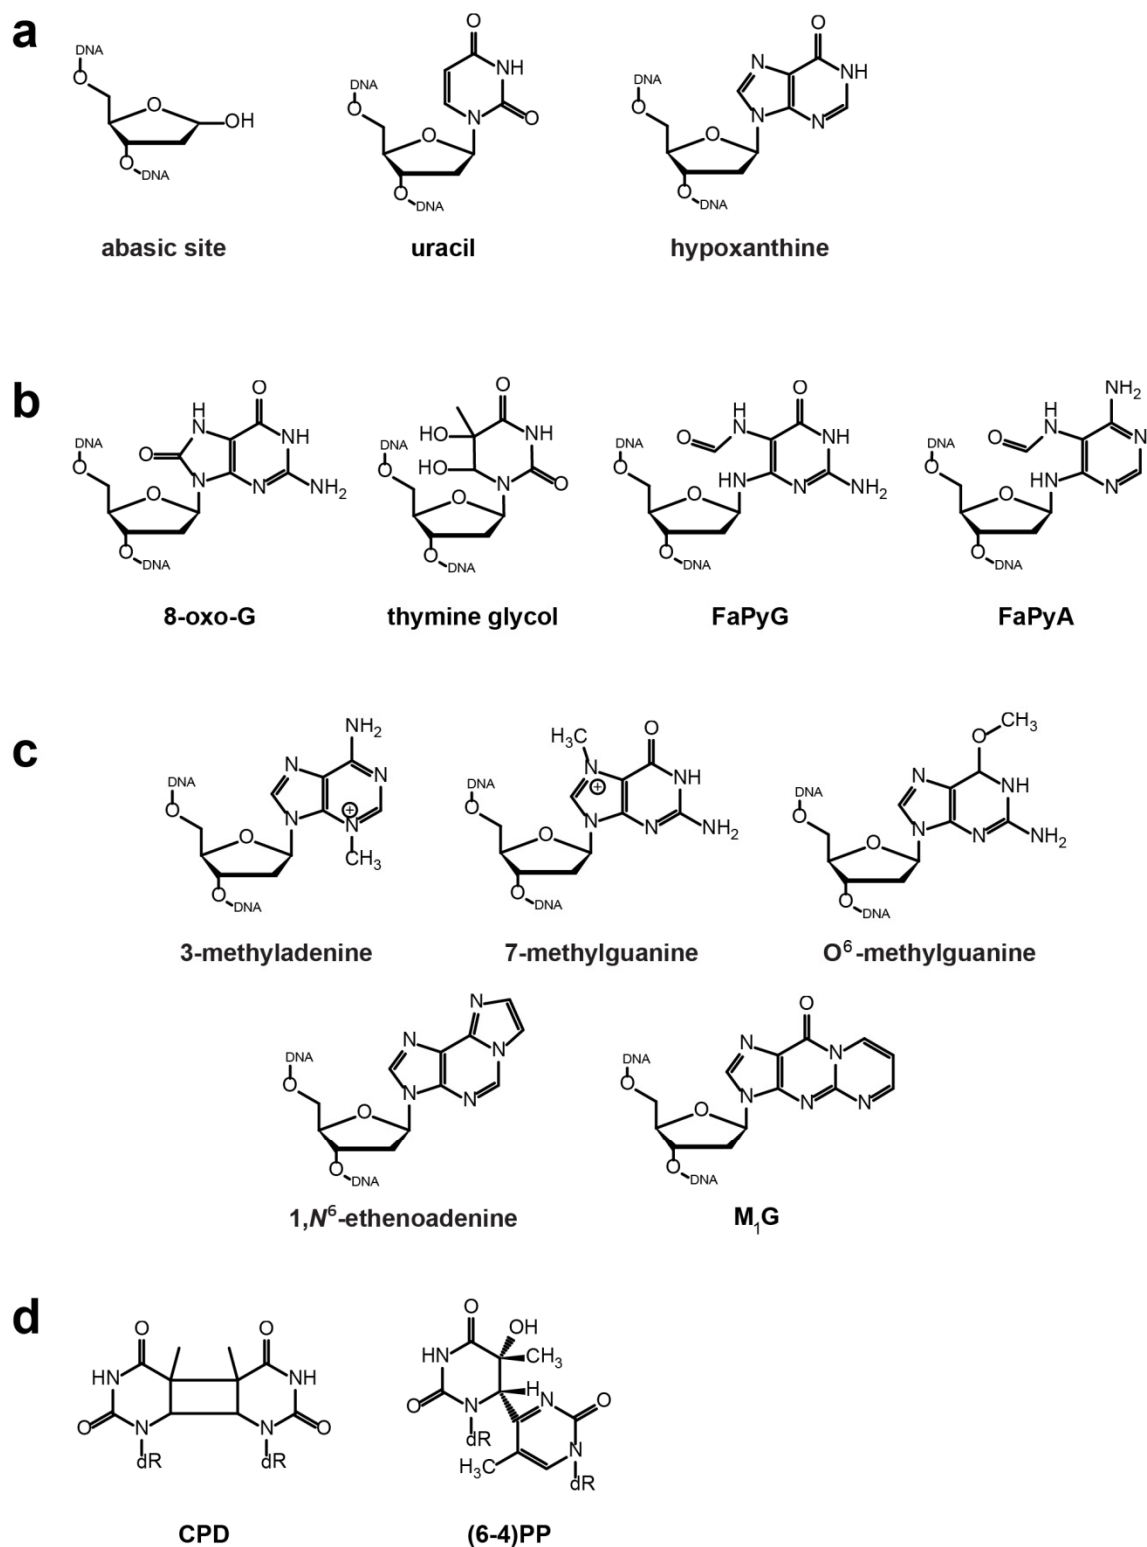 a
abasic site
uracil
hypoxanthine
b
8-oxo-G
thymine glycol
FaPyG
FaPyA
c
3-methyladenine
7-methylguanine
O⁶-methylguanine
1,N⁶-ethenoadenine
M₁G
d
CPD
(6-4)PP
DNA
O
O
OH
O
DNA
DNA
O
O
NH
N
O
O
O
DNA
DNA
O
O
N
NH
N
N
O
O
DNA
DNA
O
H
N
O
O
NH
N
N
NH₂
O
O
DNA
DNA
O
HO
HO
O
NH
N
O
O
O
DNA
DNA
O
O
H
N
O
NH
HN
N
NH₂
O
O
DNA
DNA
O
O
H
N
NH₂
N
HN
N
O
O
DNA
DNA
O
N
NH₂
N
N
N
⊕
CH₃
O
O
DNA
DNA
O
H₃C
N
⊕
O
NH
N
N
NH₂
O
O
DNA
DNA
O
N
O
CH₃
NH
N
N
NH₂
O
O
DNA
DNA
O
N
N
N
N
N
O
O
DNA
DNA
O
N
O
N
N
N
N
O
O
DNA
O
O
HN
NH
O
N
N
O
dR
dR
O
OH
HN
CH₃
O
N
H
N
O
dR
H₃C
N
dR